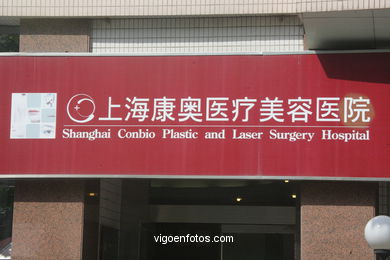 上海康奥医疗美容医院
Shanghai Conbio Plastic and Laser Surgery Hospital
www.vigoenfotos.com